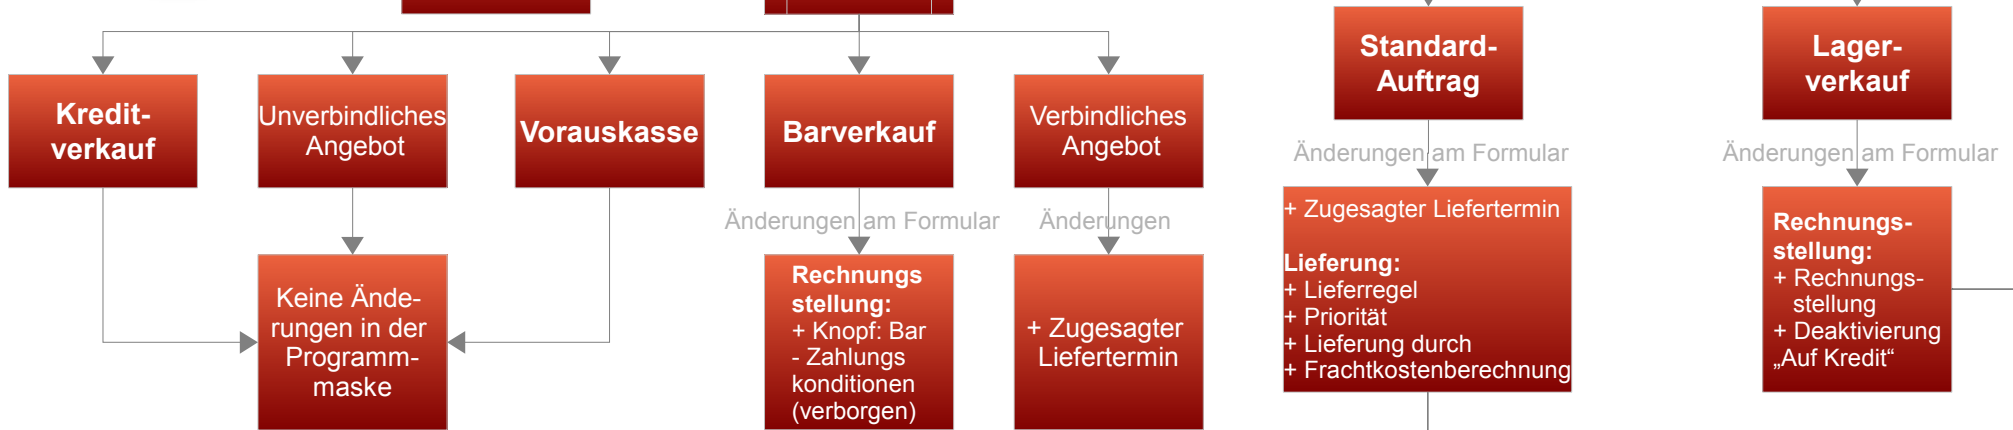 Kredit-
verkauf
Unverbindliches
Angebot
Vorauskasse
Barverkauf
Verbindliches
Angebot
Standard-
Auftrag
Lager-
verkauf
Änderungen am Formular
Änderungen
Änderungen am Formular
Änderungen am Formular
Keine Ände-
rungen in der
Programm-
maske
Rechnungs
stellung:
+ Knopf: Bar
- Zahlungs
konditionen
(verborgen)
+ Zugesagter
Liefertermin
+ Zugesagter Liefertermin
Lieferung:
+ Lieferregel
+ Priorität
+ Lieferung durch
+ Frachtkostenberechnung
Rechnungs-
stellung:
+ Rechnungs-
stellung
+ Deaktivierung
„Auf Kredit“